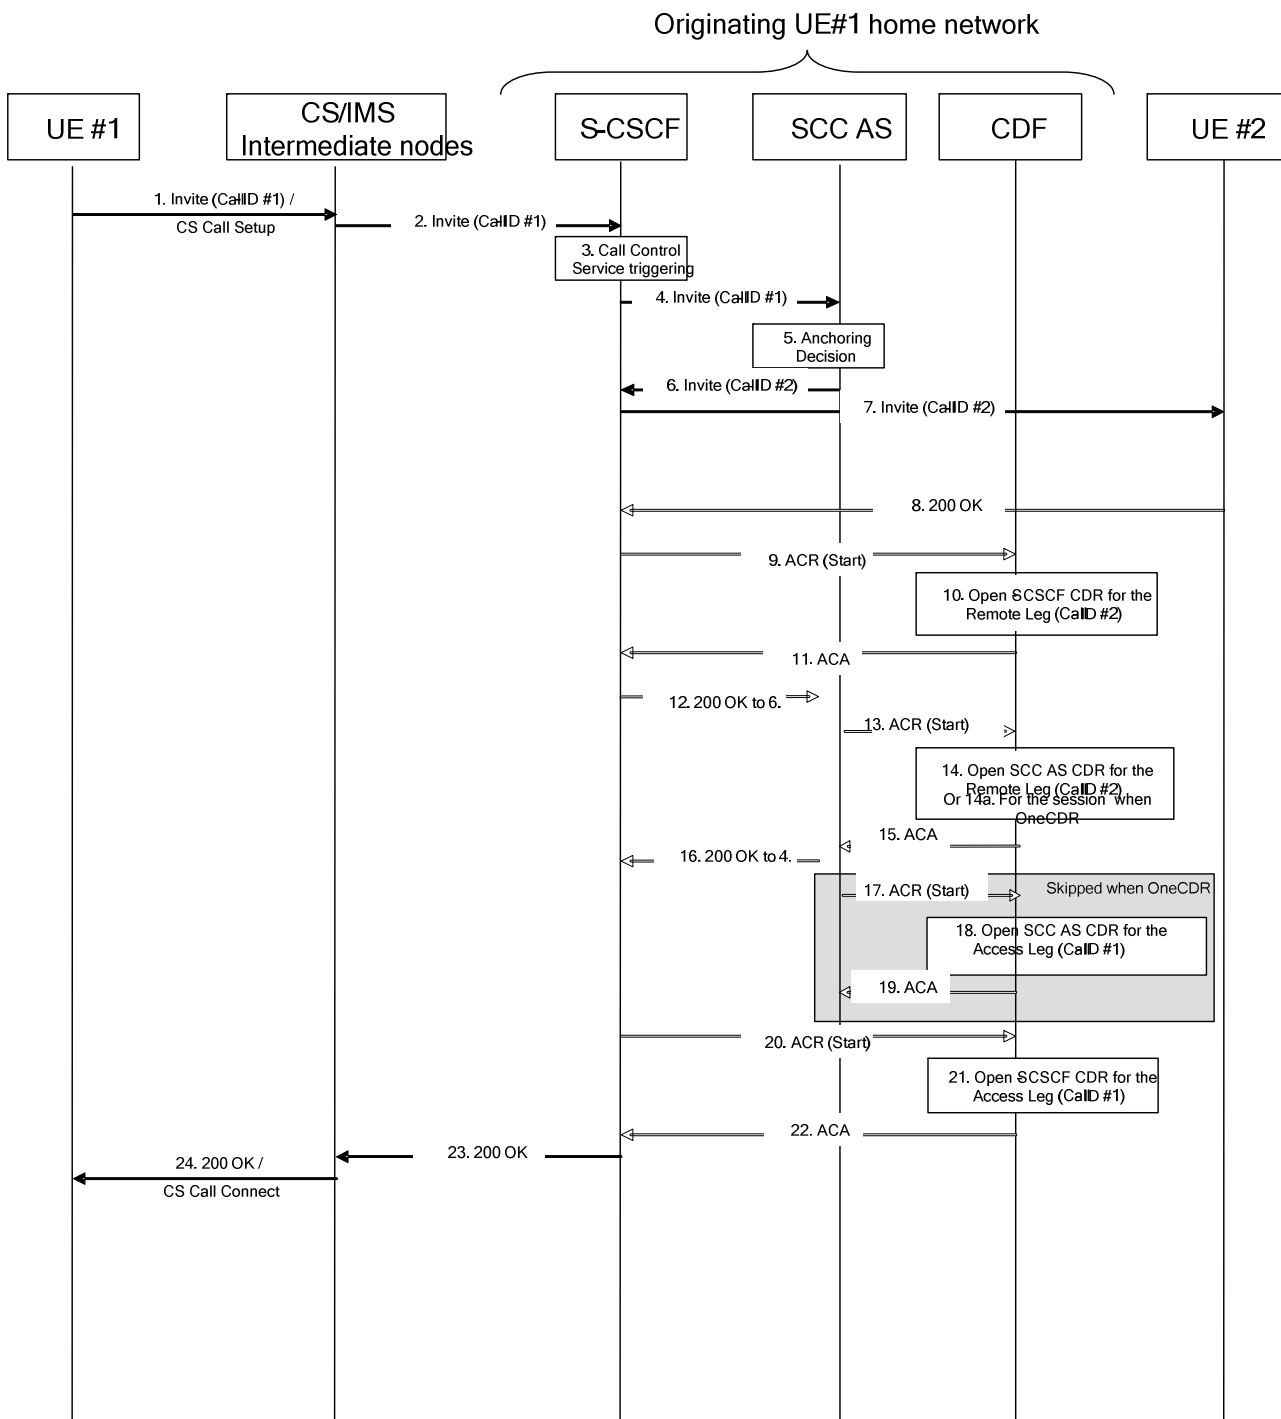 Originating UE#1 home network
UE #1
CS/IMS
Intermediate nodes
S-CSCF
SCC AS
CDF
UE #2
1. Invite (CallID #1) /
CS Call Setup
2. Invite (CallID #1)
3. Call Control
Service triggering
4. Invite (CallID #1)
5. Anchoring
Decision
6. Invite (CallID #2)
7. Invite (CallID #2)
8. 200 OK
9. ACR (Start)
10. Open S-CSCF CDR for the
Remote Leg (CallID #2)
11. ACA
12. 200 OK to 6.
13. ACR (Start)
14. Open SCC AS CDR for the
Remote Leg (CallID #2)
Or 14a. For the session when
OneCDR
15. ACA
16. 200 OK to 4.
17. ACR (Start)
Skipped when OneCDR
18. Open SCC AS CDR for the
Access Leg (CallID #1)
19. ACA
20. ACR (Start)
21. Open S-CSCF CDR for the
Access Leg (CallID #1)
22. ACA
23. 200 OK
24. 200 OK /
CS Call Connect